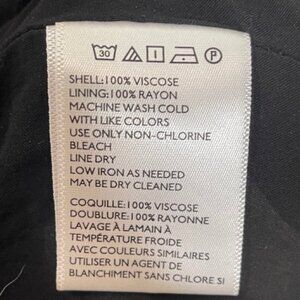 30 P
SHELL:100% VISCOSE
LINING:100% RAYON
MACHINE WASH COLD
WITH LIKE COLORS
USE ONLY NON-CHLORINE
BLEACH
LINE DRY
LOW IRON AS NEEDED
MAY BE DRY CLEANED
COQUILLE:100% VISCOSE
DOUBLURE:100% RAYONNE
LAVAGE À LAMAIN À
TEMPÉRATURE FROIDE
AVEC COULEURS SIMILAIRES
UTILISER UN AGENT DE
BLANCHIMENT SANS CHLORE SI